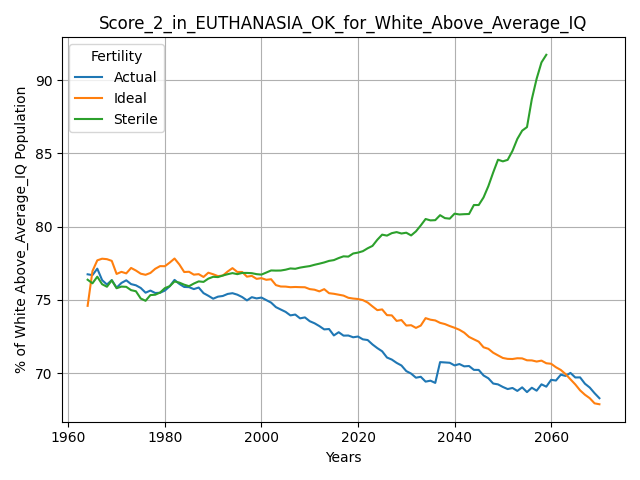 Score_2_in_EUTHANASIA_OK_for_White_Above_Average_IQ
% of White Above_Average_IQ Population
90
85
80
75
70
Fertility
Actual
Ideal
Sterile
1960
1980
2000
2020
2040
2060
Years